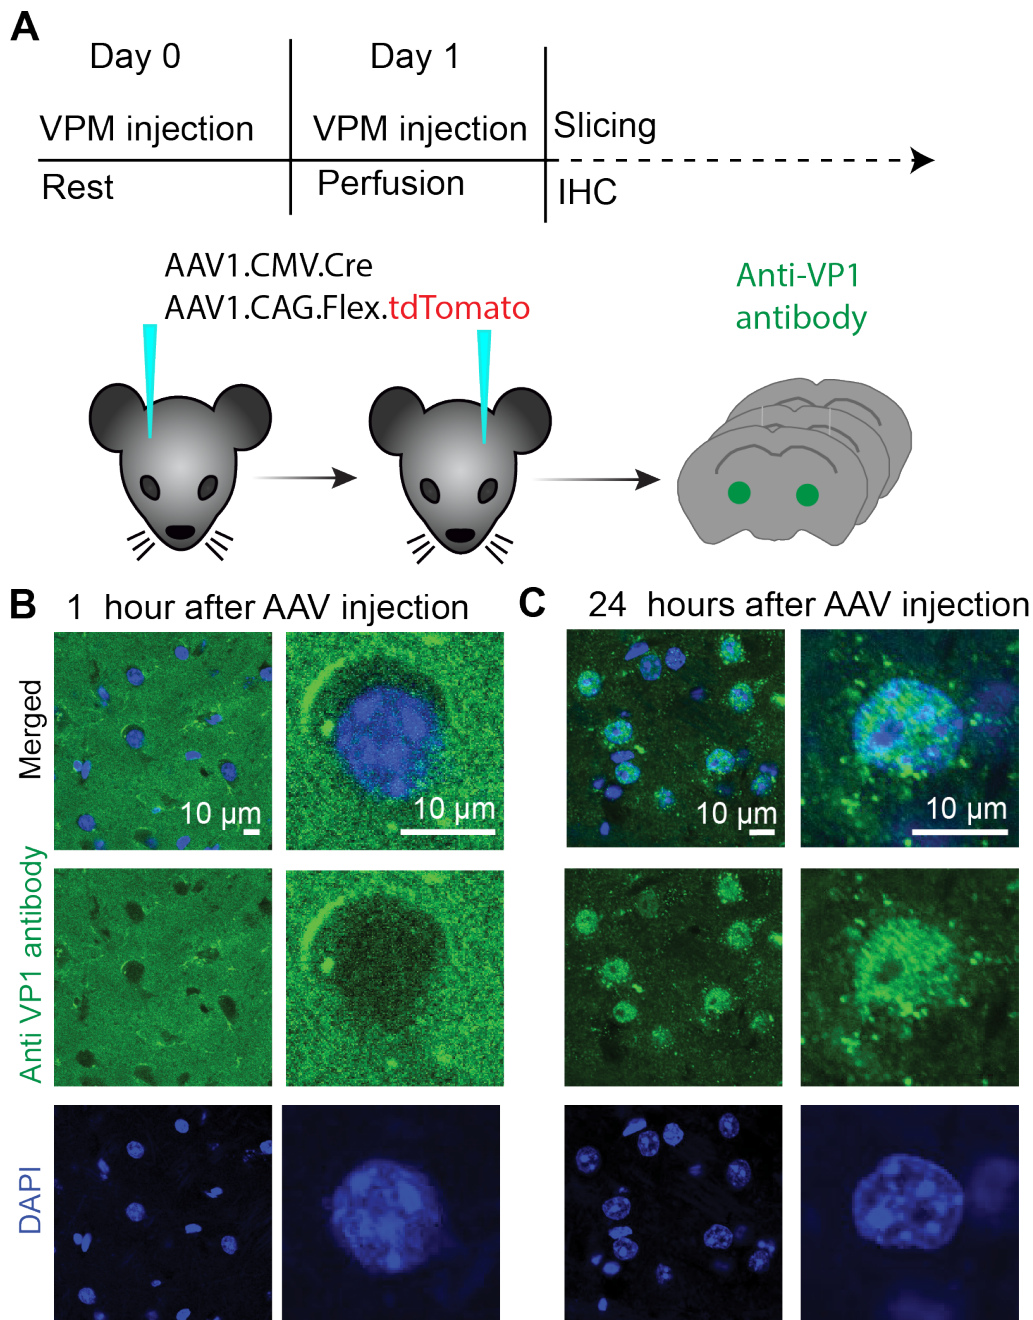 A
Day 0
Day 1
VPM injection
VPM injection
Slicing
Rest
Perfusion
IHC
AAV1.CMV.Cre
AAV1.CAG.Flex.tdTomato
Anti-VP1
antibody
B
1 hour after AAV injection
C
24 hours after AAV injection
Merged
10 µm
10 µm
10 µm
10 µm
Anti VP1 antibody
DAPI